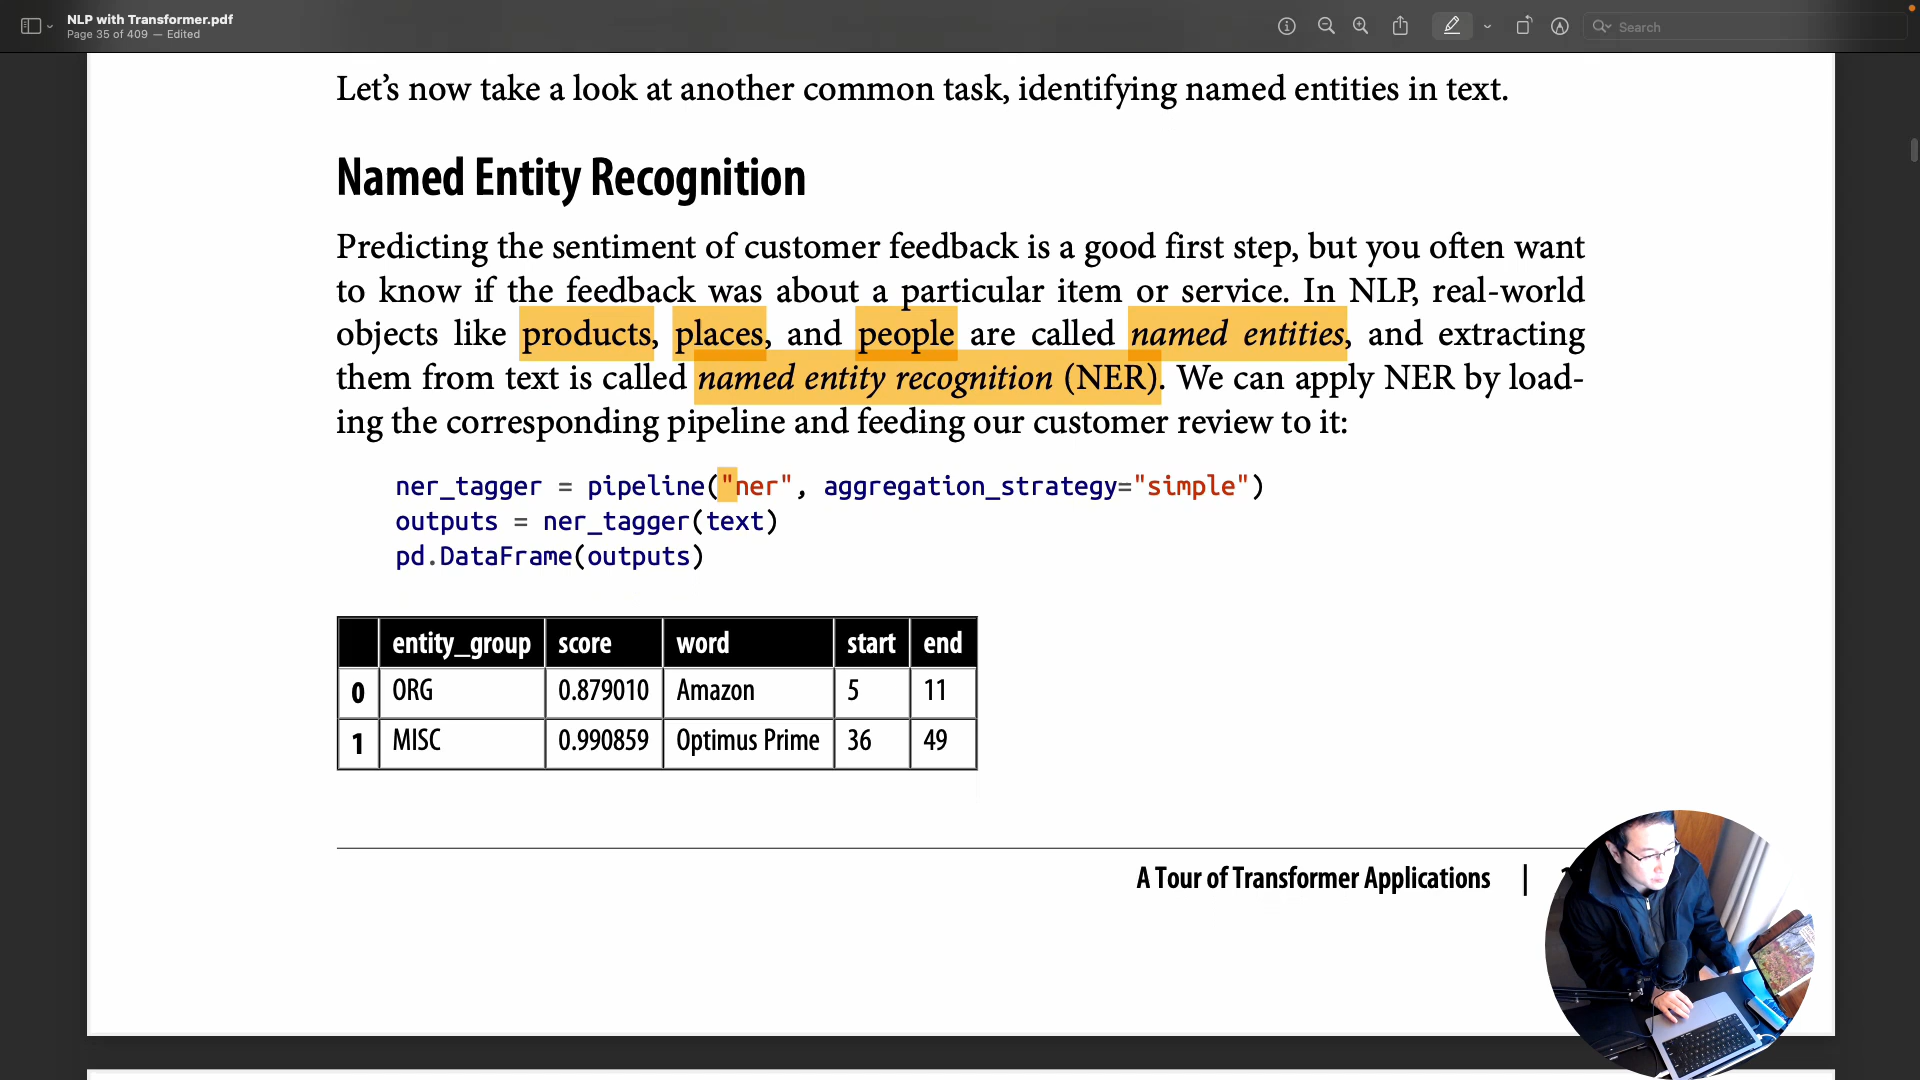 NLP with Transformer.pdf
Page 35 of 409 — Edited
Search
Let’s now take a look at another common task, identifying named entities in text.
Named Entity Recognition
Predicting the sentiment of customer feedback is a good first step, but you often want
to know if the feedback was about a particular item or service. In NLP, real-world
objects like products, places, and people are called named entities, and extracting
them from text is called named entity recognition (NER). We can apply NER by load-
ing the corresponding pipeline and feeding our customer review to it:
ner_tagger = pipeline("ner", aggregation_strategy="simple")
outputs = ner_tagger(text)
pd.DataFrame(outputs)
entity_group score word start end
0 ORG 0.879010 Amazon 5 11
1 MISC 0.990859 Optimus Prime 36 49
A Tour of Transformer Applications |